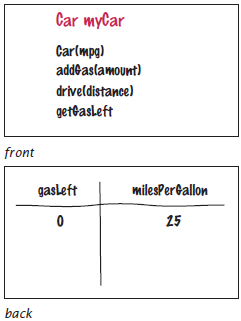 Car myCar
Car(mpg)
addGas(amount)
drive(distance)
getGasLeft
front
gasLeft milesPerGallon
0 25
back